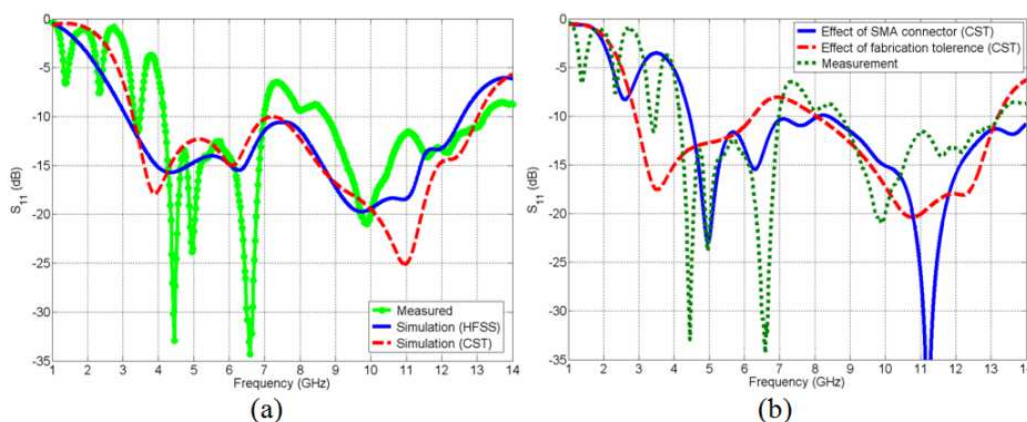 0
-5
-10
-15
-20
-25
-30
-35
S11 (dB)
1 2 3 4 5 6 7 8 9 10 11 12 13 14
Frequency (GHz)
Measured
Simulation (HFSS)
Simulation (CST)
(a)
0
-5
-10
-15
-20
-25
-30
-35
S11 (dB)
1 2 3 4 5 6 7 8 9 10 11 12 13 14
Frequency (GHz)
Effect of SMA connector (CST)
Effect of fabrication tolerence (CST)
Measurement
(b)